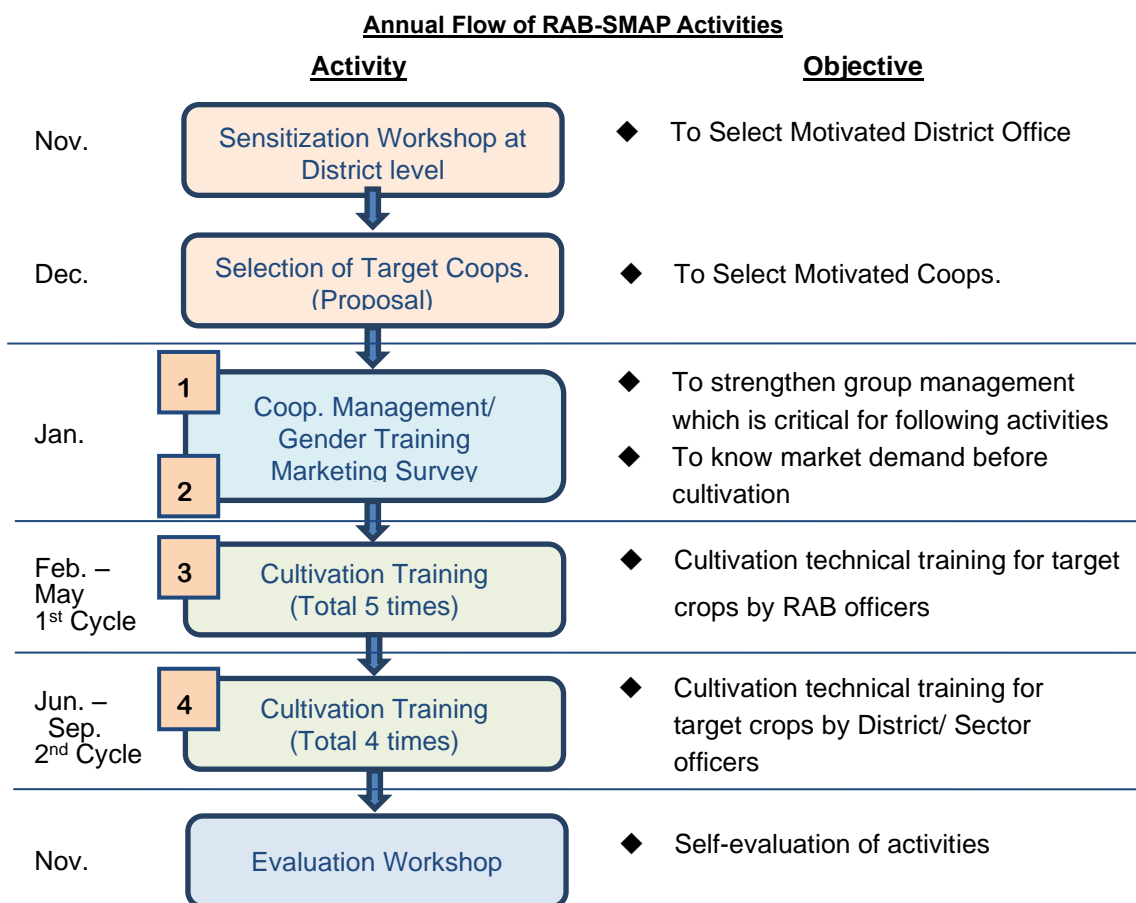 Annual Flow of RAB-SMAP Activities
Activity
Objective
Nov.
Sensitization Workshop at
District level
◆ To Select Motivated District Office
Dec.
Selection of Target Coops.
(Proposal)
◆ To Select Motivated Coops.
Jan.
1
2
Coop. Management/
Gender Training
Marketing Survey
◆ To strengthen group management
which is critical for following activities
◆ To know market demand before
cultivation
Feb. –
May
1st Cycle
3
Cultivation Training
(Total 5 times)
◆ Cultivation technical training for target
crops by RAB officers
Jun. –
Sep.
2nd Cycle
4
Cultivation Training
(Total 4 times)
◆ Cultivation technical training for
target crops by District/ Sector
officers
Nov.
Evaluation Workshop
◆ Self-evaluation of activities